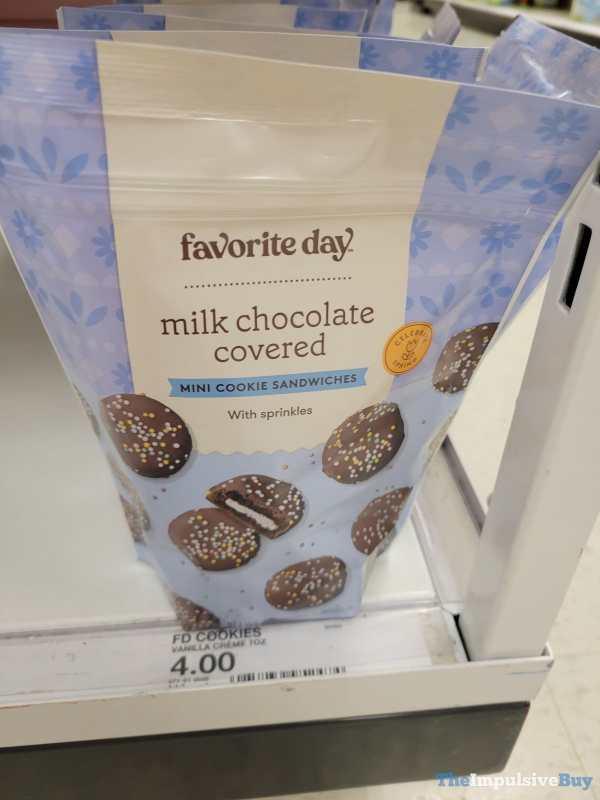 favorite day.
milk chocolate
covered
MINI COOKIE SANDWICHES
With sprinkles
FD COOKIES
VANILLA CREME 7OZ
4.00
TheImpulsiveBuy